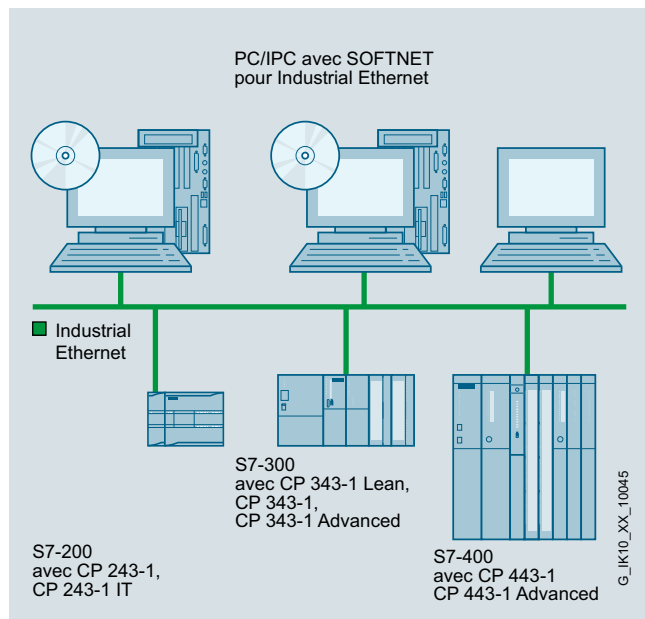 PC/IPC avec SOFTNET
pour Industrial Ethernet
Industrial
Ethernet
S7-300
avec CP 343-1 Lean,
CP 343-1,
CP 343-1 Advanced
S7-200
avec CP 243-1,
CP 243-1 IT
S7-400
avec CP 443-1
CP 443-1 Advanced
G_IK10_XX_10045